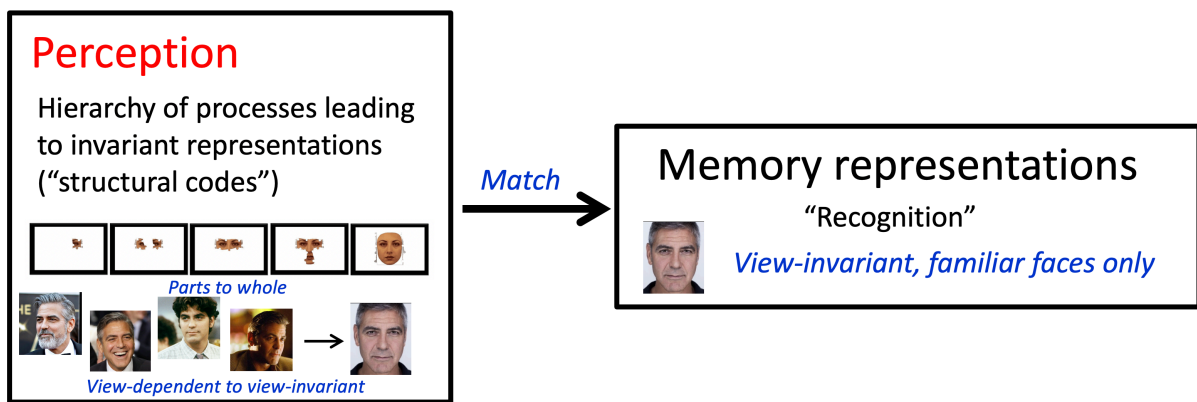 Perception
Hierarchy of processes leading
to invariant representations
(“structural codes”)
Parts to whole
View-dependent to view-invariant
Match
Memory representations
“Recognition”
View-invariant, familiar faces only